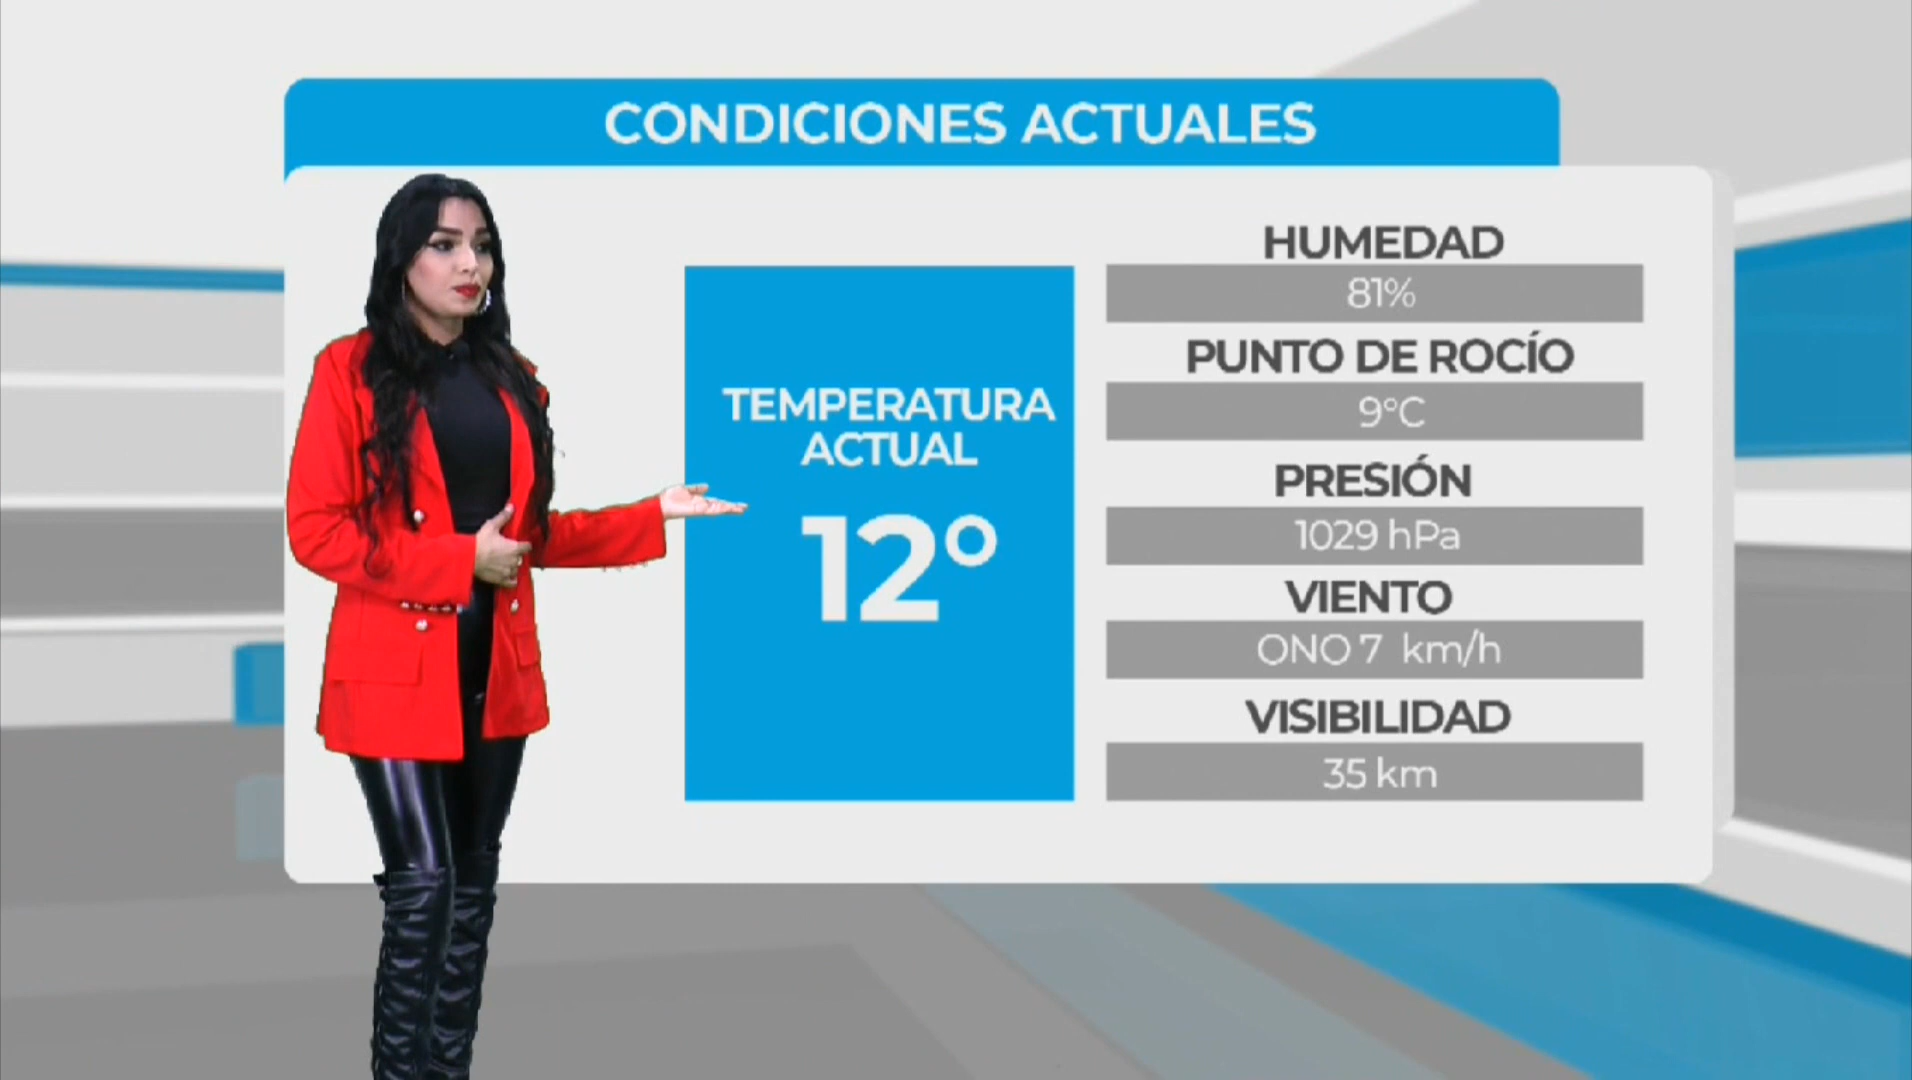 CONDICIONES ACTUALES
TEMPERATURA
ACTUAL
12°
HUMEDAD
81%
PUNTO DE ROCÍO
9°C
PRESIÓN
1029 hPa
VIENTO
ONO 7 km/h
VISIBILIDAD
35 km